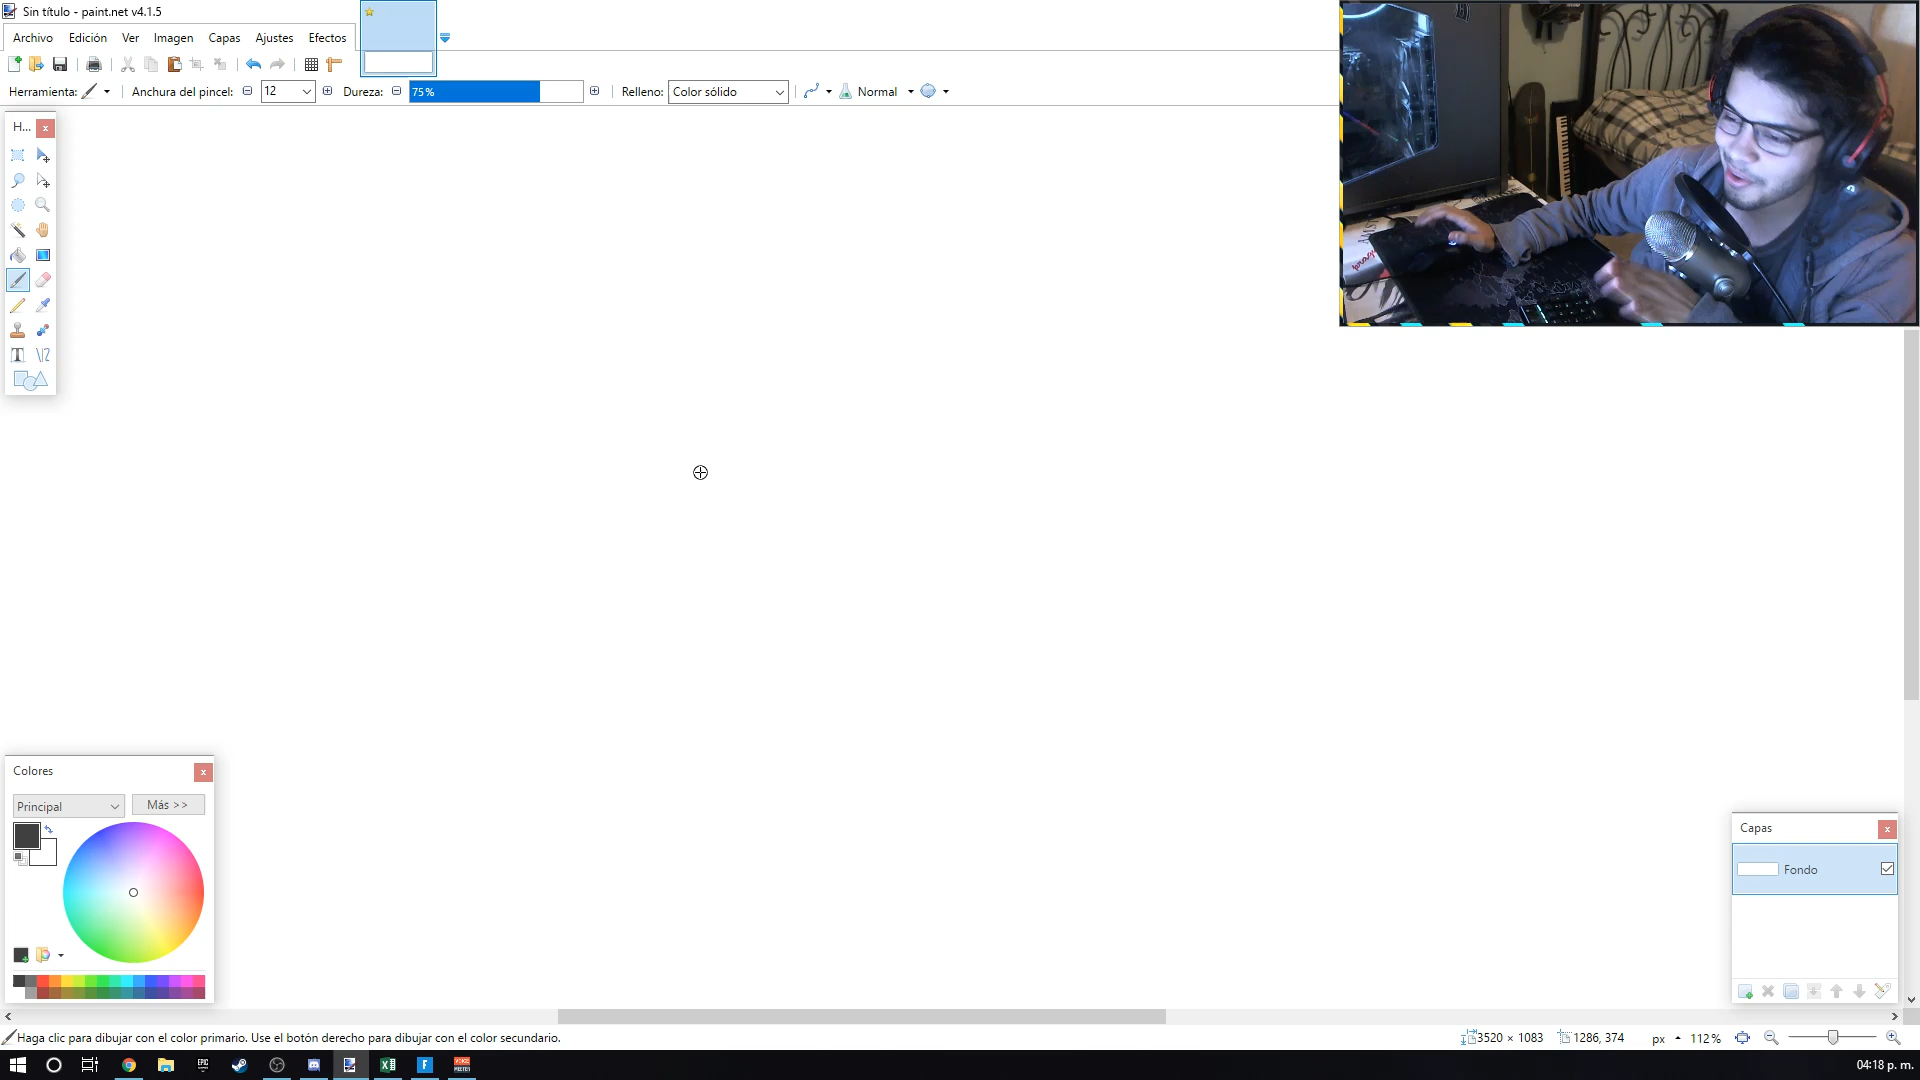 Sin título - paint.net v4.1.5
Archivo Edición Ver Imagen Capas Ajustes Efectos
Herramienta: Anchura del pincel: 12 Dureza: 75% Relleno: Color sólido Normal
H...
Colores
Principal Más >>
Capas
Fondo
Haga clic para dibujar con el color primario. Use el botón derecho para dibujar con el color secundario.
3520 × 1083 1286, 374 px 112%
EPIC F 04:18 p. m.